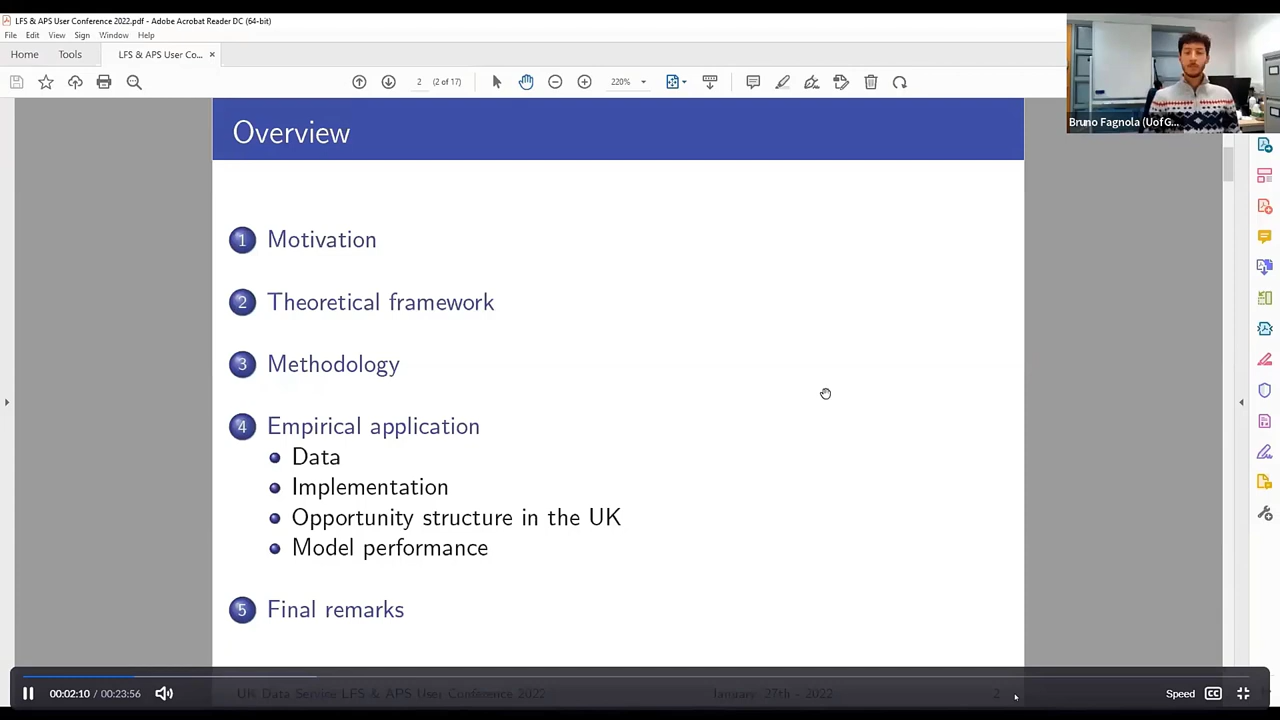 LFS & APS User Conference 2022.pdf - Adobe Acrobat Reader DC (64-bit)
File Edit View Sign Window Help
Home Tools LFS & APS User Co... ×
2 (2 of 17) 220%
Bruno Fagnola (UofG...
Overview
1 Motivation
2 Theoretical framework
3 Methodology
4 Empirical application
Data
Implementation
Opportunity structure in the UK
Model performance
5 Final remarks
00:02:10 / 00:23:56
UK Data Service LFS & APS User Conference 2022 January, 27th - 2022 2
Speed CC